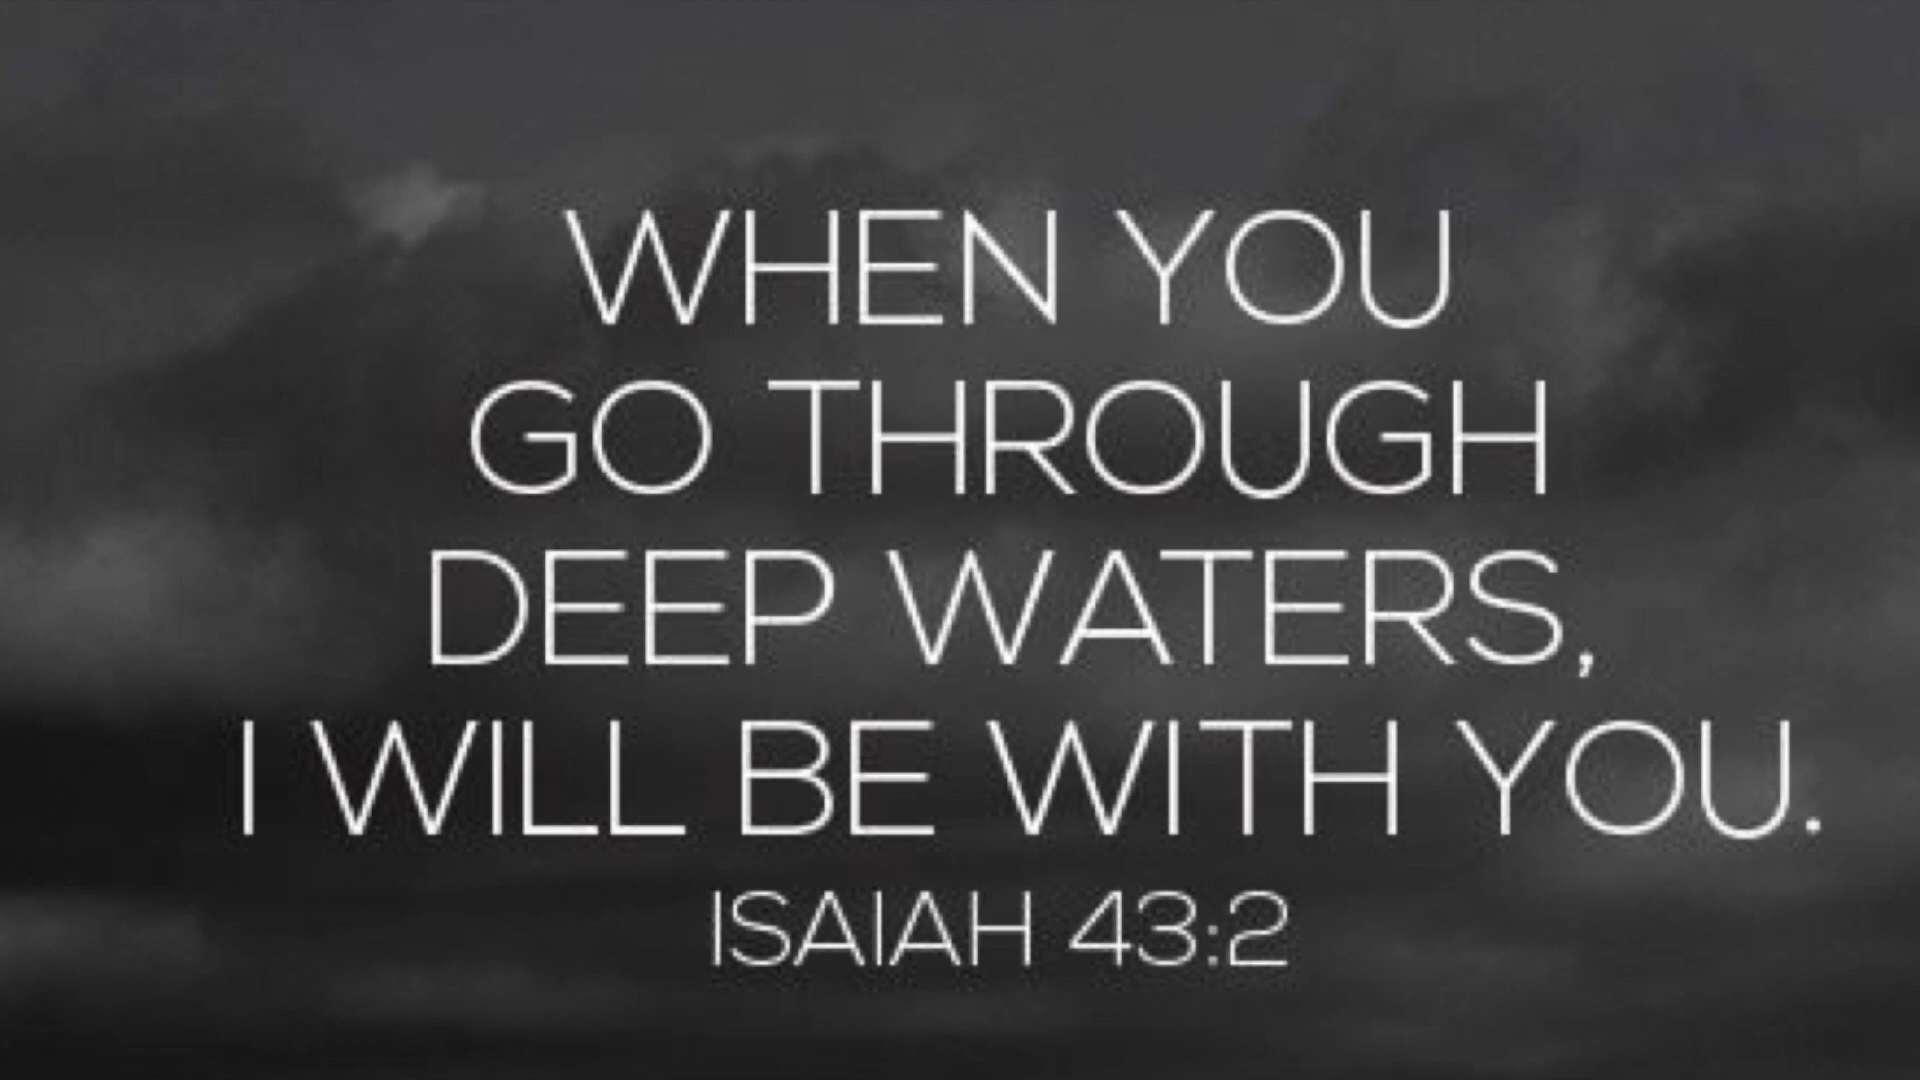 WHEN YOU
GO THROUGH
DEEP WATERS,
I WILL BE WITH YOU.
ISAIAH 43:2